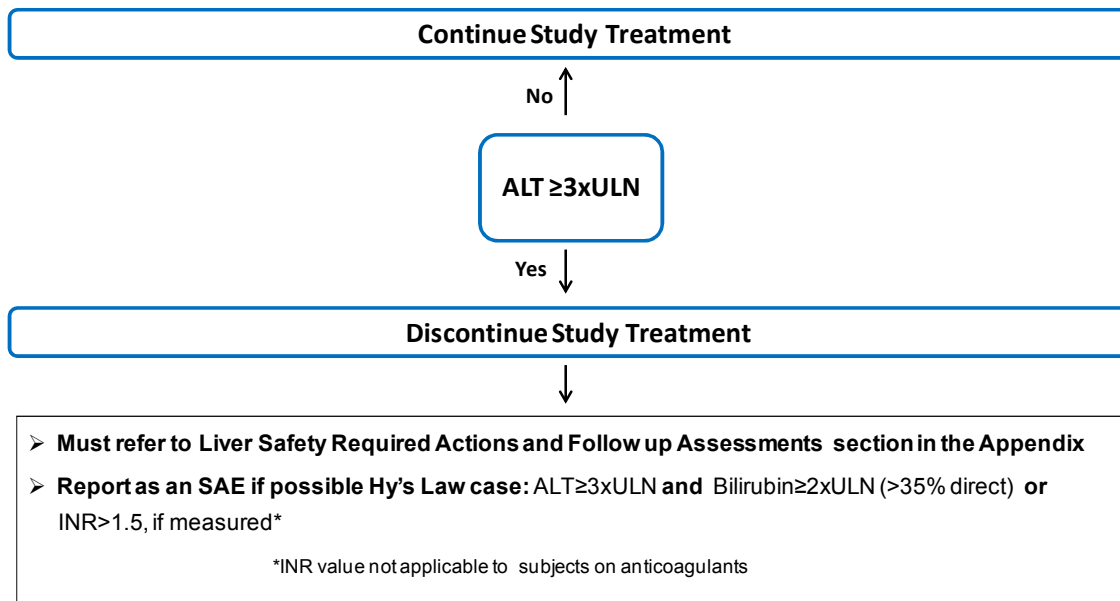 Continue Study Treatment
No
ALT ≥3xULN
Yes
Discontinue Study Treatment
➢ Must refer to Liver Safety Required Actions and Follow up Assessments section in the Appendix
➢ Report as an SAE if possible Hy's Law case: ALT≥3xULN and Bilirubin≥2xULN (>35% direct) or
INR>1.5, if measured*
*INR value not applicable to subjects on anticoagulants